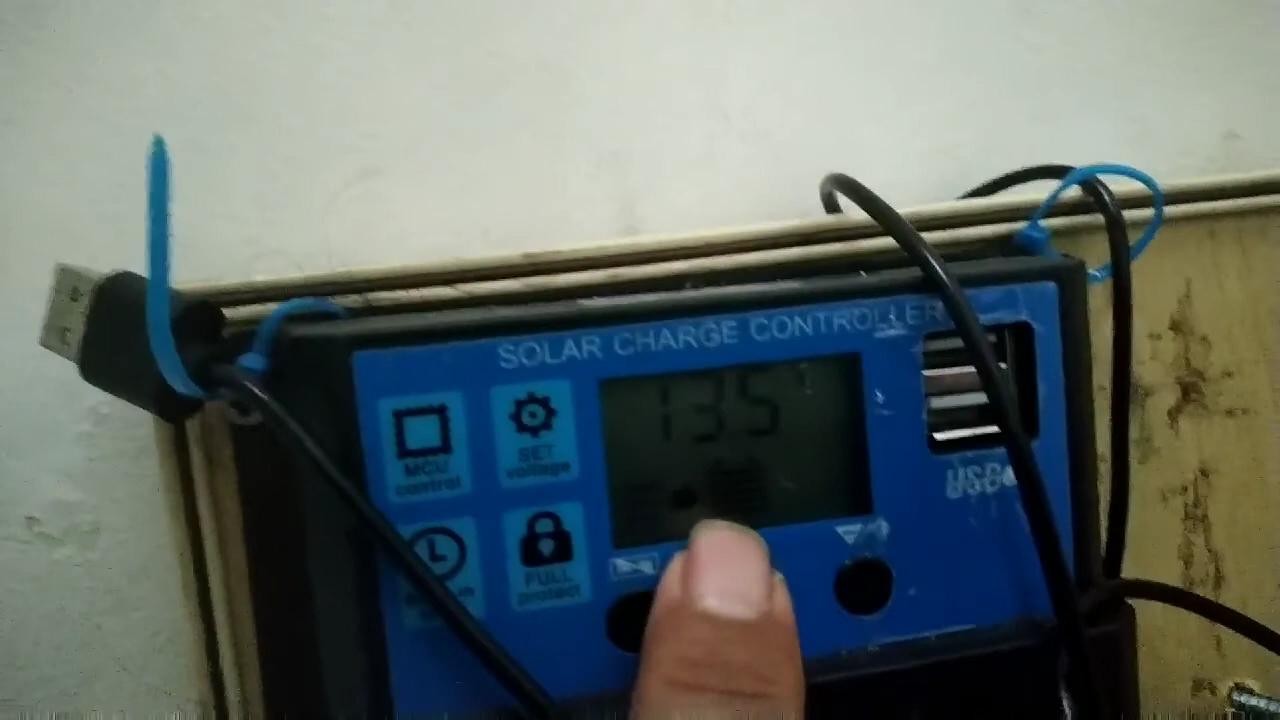 SOLAR CHARGE CONTROLLER
13.5
MCU
control
SET
voltage
FULL
protect
USB